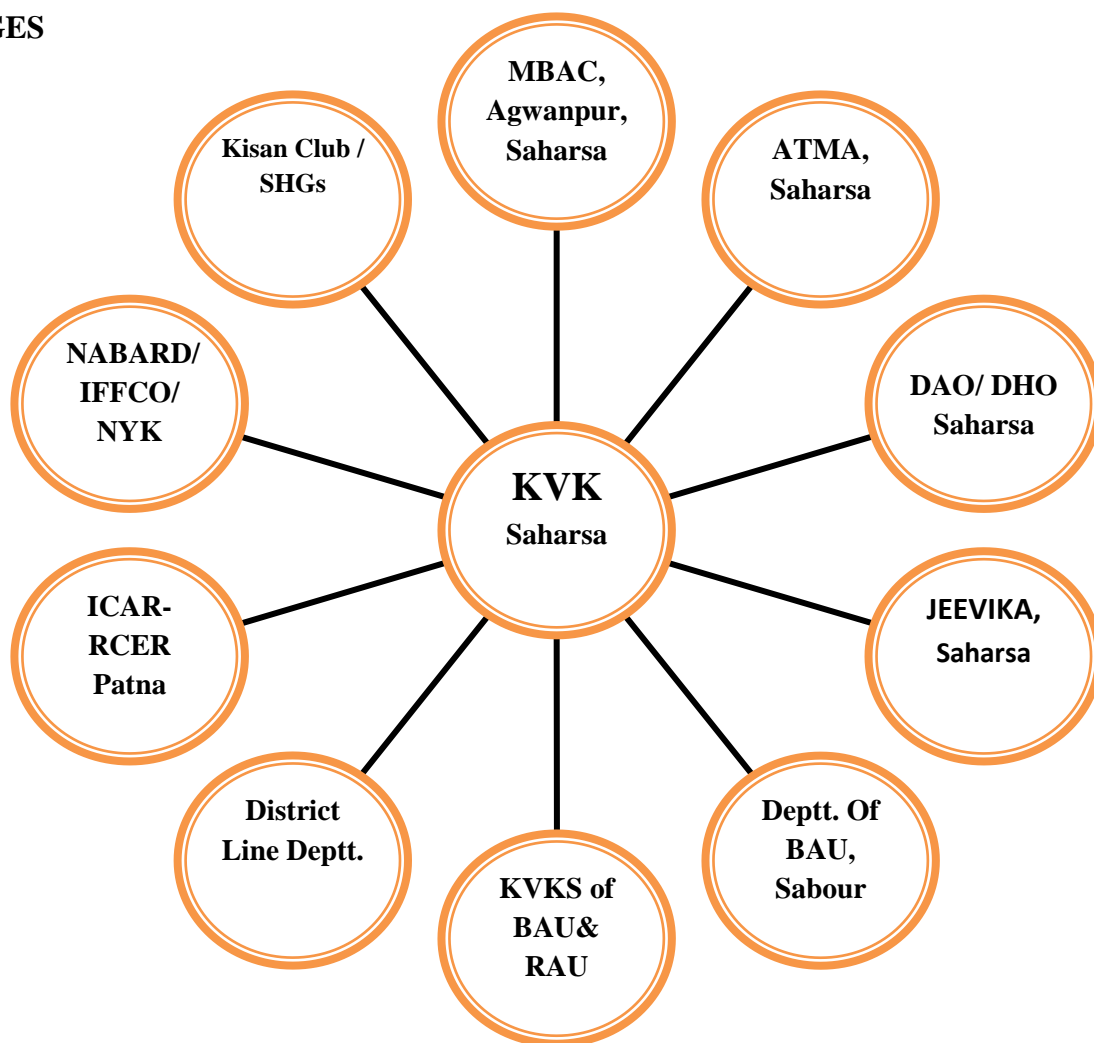 GES
MBAC,
Agwanpur,
Saharsa
ATMA,
Saharsa
DAO/ DHO
Saharsa
JEEVIKA,
Saharsa
Deptt. Of
BAU,
Sabour
KVKS of
BAU&
RAU
District
Line Deptt.
ICAR-
RCER
Patna
NABARD/
IFFCO/
NYK
Kisan Club /
SHGs
KVK
Saharsa